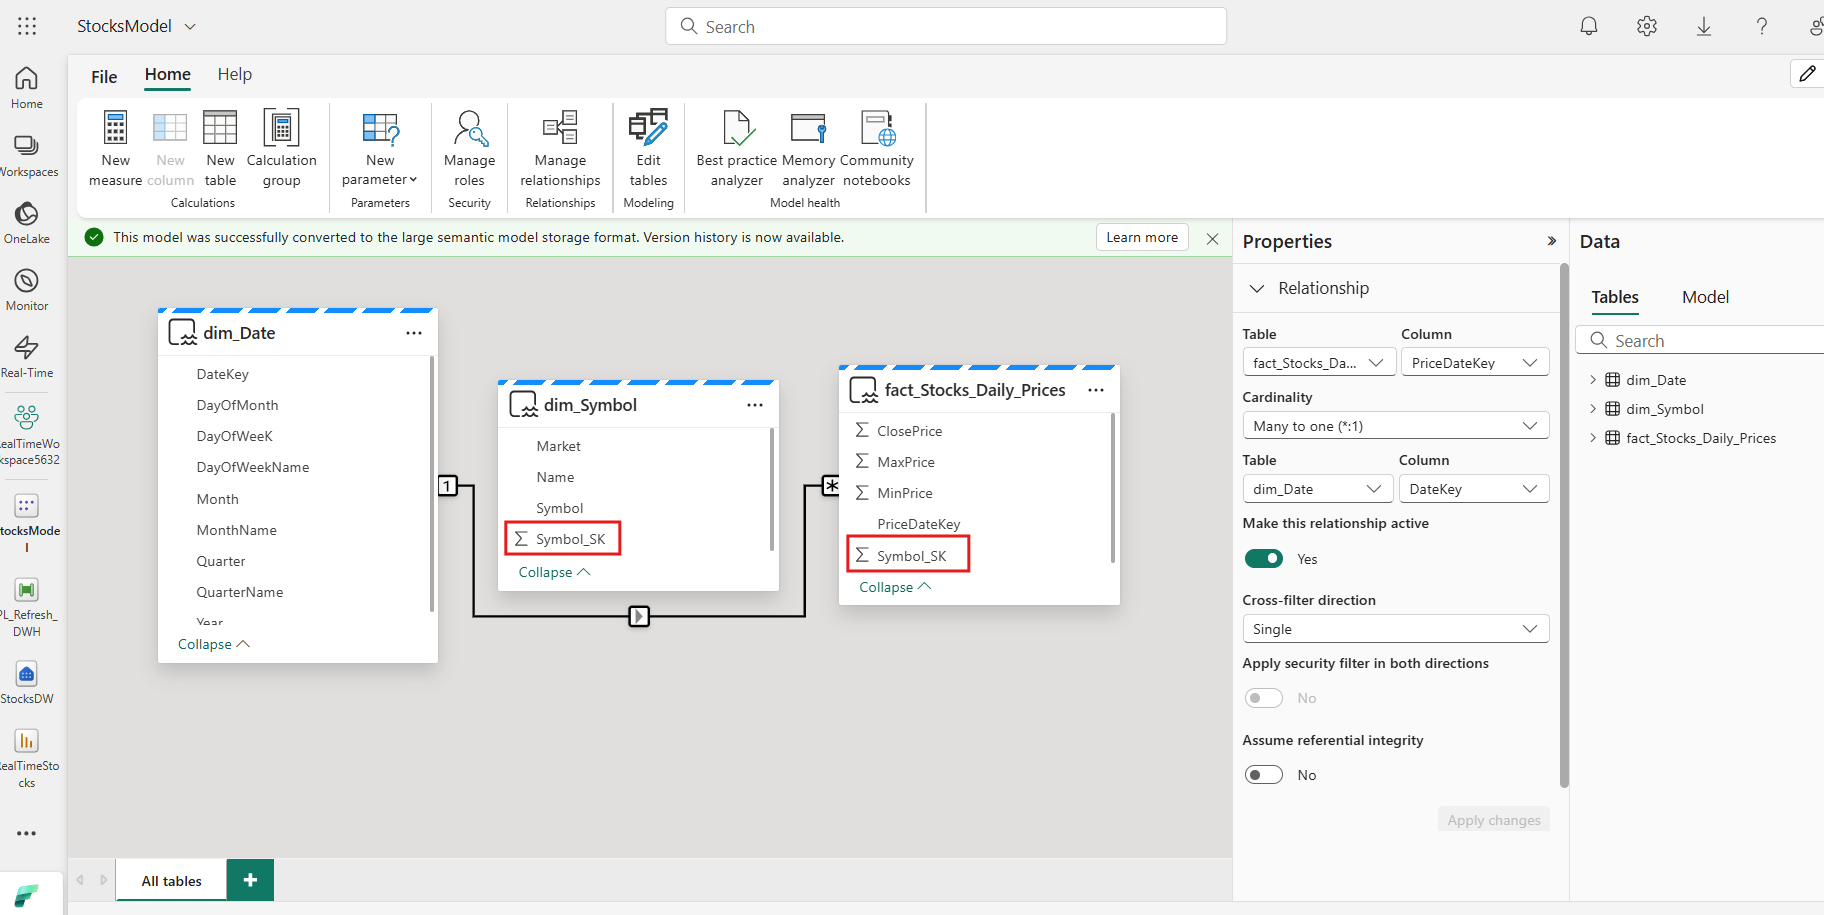 StocksModel
Search
File
Home
Help
New measure
New column
New table
Calculation group
Calculations
New parameter
Parameters
Manage roles
Security
Manage relationships
Relationships
Edit tables
Modeling
Best practice analyzer
Memory analyzer
Community notebooks
Model health
Home
Workspaces
OneLake
Monitor
Real-Time
ealTimeWo
kspace5632
tocksMode
l
PL_Refresh_
DWH
StocksDW
ealTimeSto
cks
This model was successfully converted to the large semantic model storage format. Version history is now available.
Learn more
dim_Date
DateKey
DayOfMonth
DayOfWeeK
DayOfWeekName
Month
MonthName
Quarter
QuarterName
Year
Collapse
1
dim_Symbol
Market
Name
Symbol
Symbol_SK
Collapse
*
fact_Stocks_Daily_Prices
ClosePrice
MaxPrice
MinPrice
PriceDateKey
Symbol_SK
Collapse
All tables
Properties
Relationship
Table
Column
fact_Stocks_Da...
PriceDateKey
Cardinality
Many to one (*:1)
Table
Column
dim_Date
DateKey
Make this relationship active
Yes
Cross-filter direction
Single
Apply security filter in both directions
No
Assume referential integrity
No
Apply changes
Data
Tables
Model
Search
dim_Date
dim_Symbol
fact_Stocks_Daily_Prices